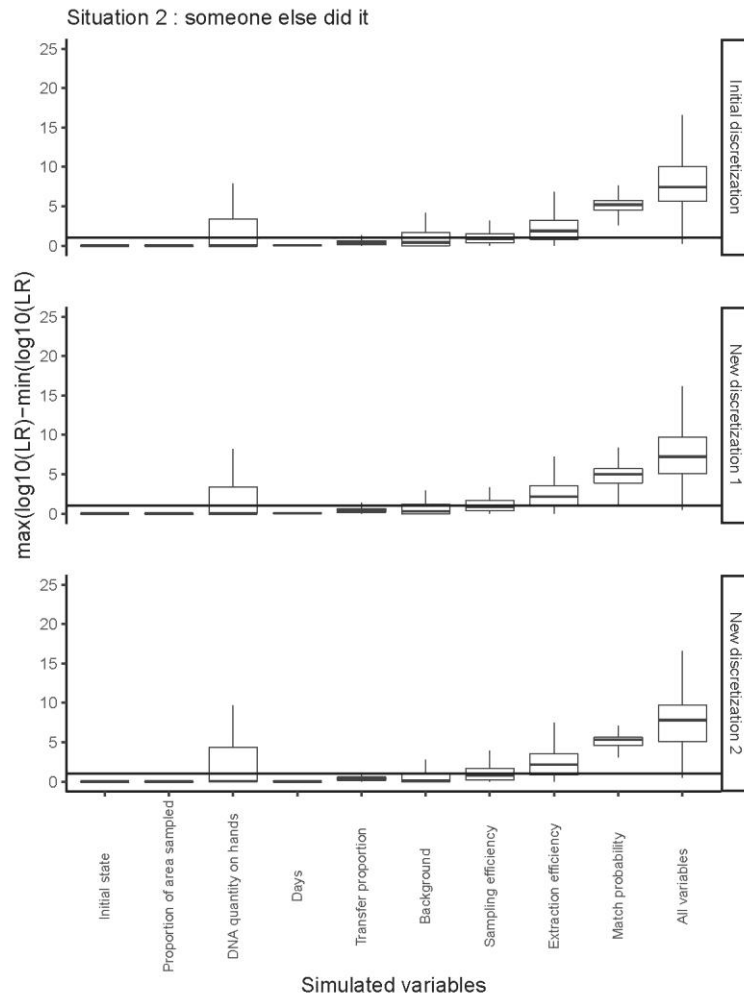 Situation 2 : someone else did it
25
20
15
10
5
0
Initial discretization
25
20
15
10
5
0
New discretization 1
25
20
15
10
5
0
New discretization 2
max(log10(LR)−min(log10(LR)
Initial state
Proportion of area sampled
DNA quantity on hands
Days
Transfer proportion
Background
Sampling efficiency
Extraction efficiency
Match probability
All variables
Simulated variables